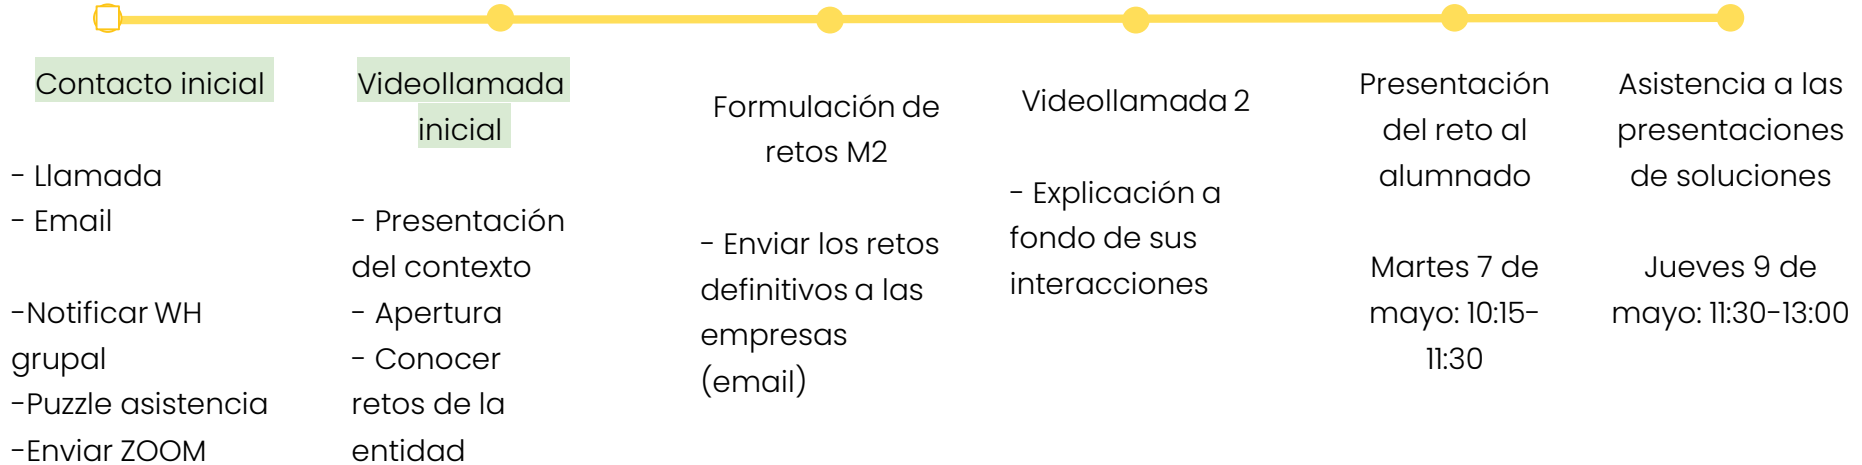 Contacto inicial
- Llamada
- Email
-Notificar WH
grupal
-Puzzle asistencia
-Enviar ZOOM
Videollamada
inicial
- Presentación
del contexto
- Apertura
- Conocer
retos de la
entidad
Formulación de
retos M2
- Enviar los retos
definitivos a las
empresas
(email)
Videollamada 2
- Explicación a
fondo de sus
interacciones
Presentación
del reto al
alumnado
Martes 7 de
mayo: 10:15-
11:30
Asistencia a las
presentaciones
de soluciones
Jueves 9 de
mayo: 11:30-13:00